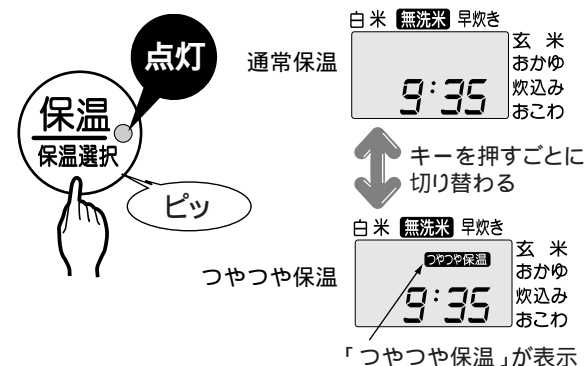 点灯
保温
保温選択
ピッ
通常保温
白米 無洗米 早炊き
玄米
おかゆ
炊込み
おこわ
9:35
キーを押すごとに
切り替わる
つやつや保温
白米 無洗米 早炊き
つやつや保温
玄米
おかゆ
炊込み
おこわ
9:35
「つやつや保温」が表示